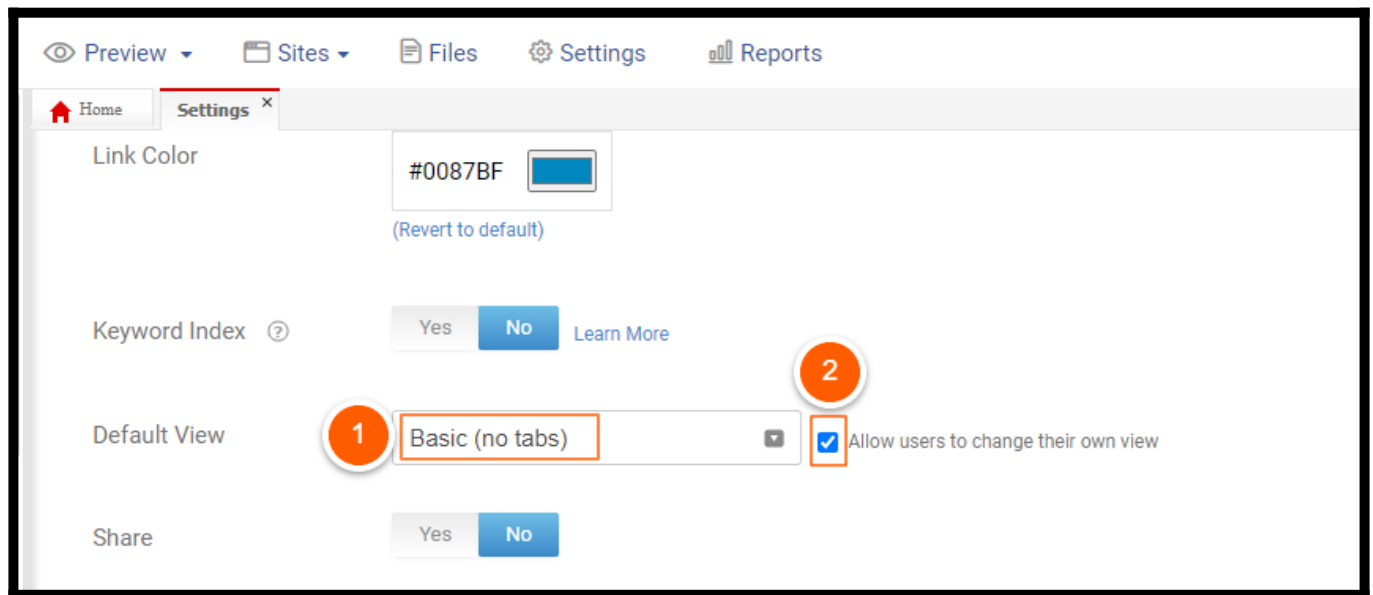 Preview Sites Files Settings Reports
Home Settings ×
Link Color #0087BF
(Revert to default)
Keyword Index ? Yes No Learn More
2
Default View 1 Basic (no tabs) Allow users to change their own view
Share Yes No